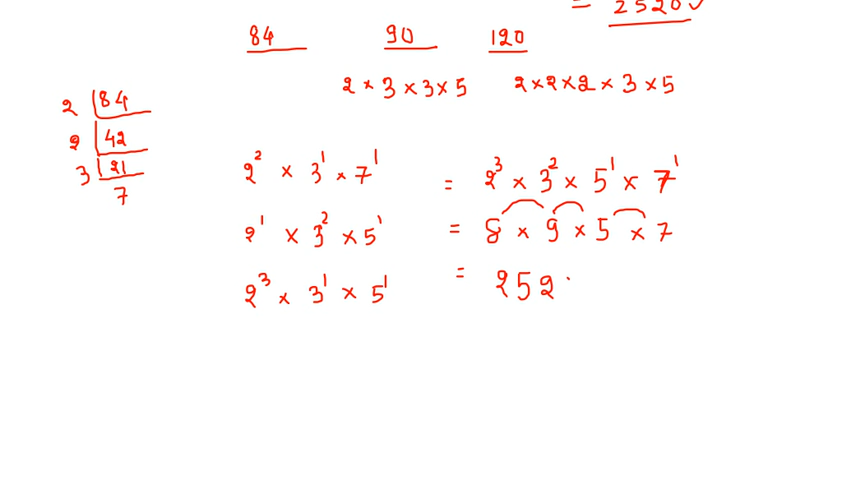 = 2520
84 90 120
2 × 3 × 3 × 5 2 × 2 × 2 × 3 × 5
2 | 84
2 | 42
3 | 21
7
2² × 3¹ × 7¹ = 2³ × 3² × 5¹ × 7¹
2¹ × 3² × 5¹ = 8 × 9 × 5 × 7
2³ × 3¹ × 5¹ = 252